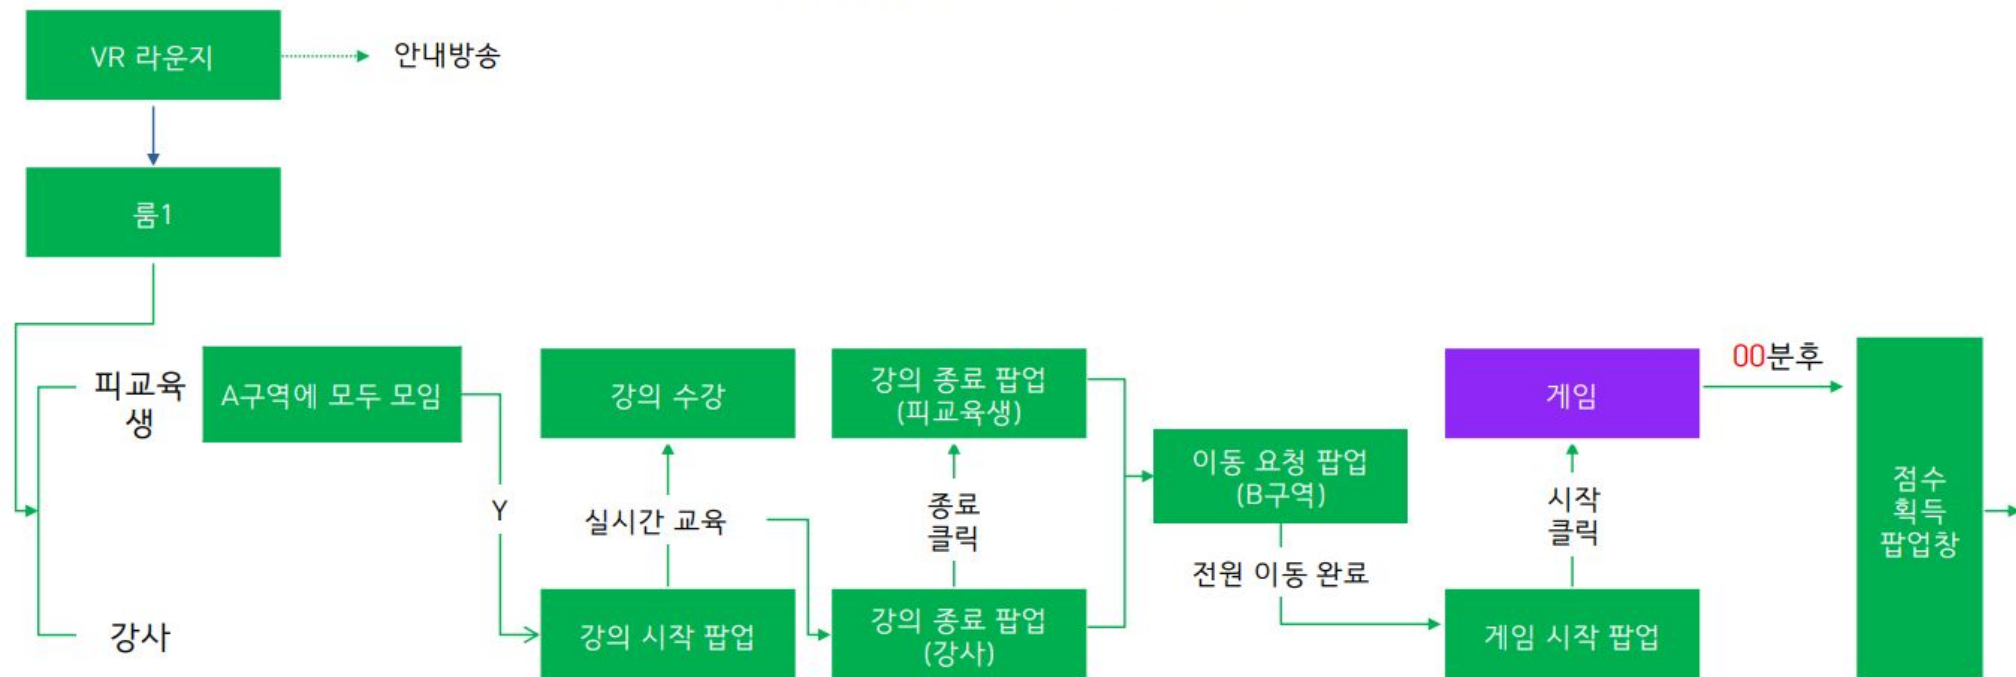 VR 라운지
안내방송
룸1
피교육
생
A구역에 모두 모임
강의 수강
강의 종료 팝업
(피교육생)
게임
00분후
이동 요청 팝업
(B구역)
Y
실시간 교육
종료
클릭
시작
클릭
점수
획득
팝업창
전원 이동 완료
강사
강의 시작 팝업
강의 종료 팝업
(강사)
게임 시작 팝업